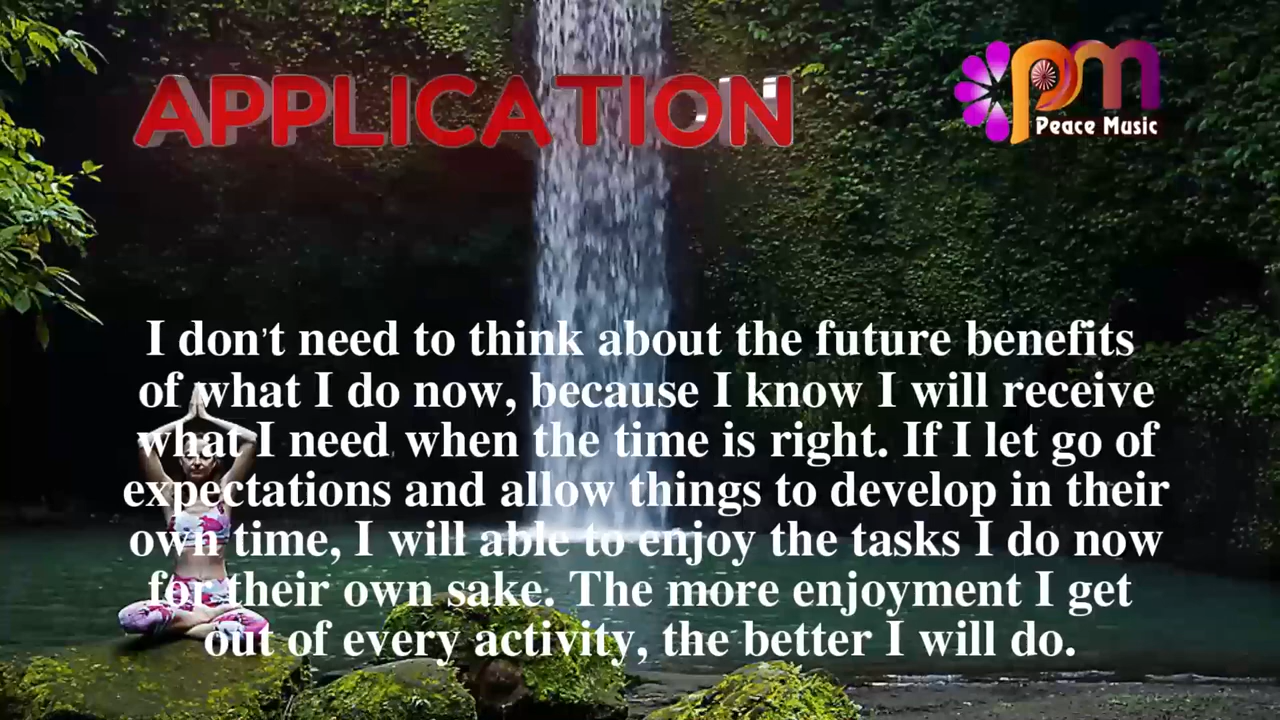 APPLICATION
pm
Peace Music
I don't need to think about the future benefits
of what I do now, because I know I will receive
what I need when the time is right. If I let go of
expectations and allow things to develop in their
own time, I will able to enjoy the tasks I do now
for their own sake. The more enjoyment I get
out of every activity, the better I will do.